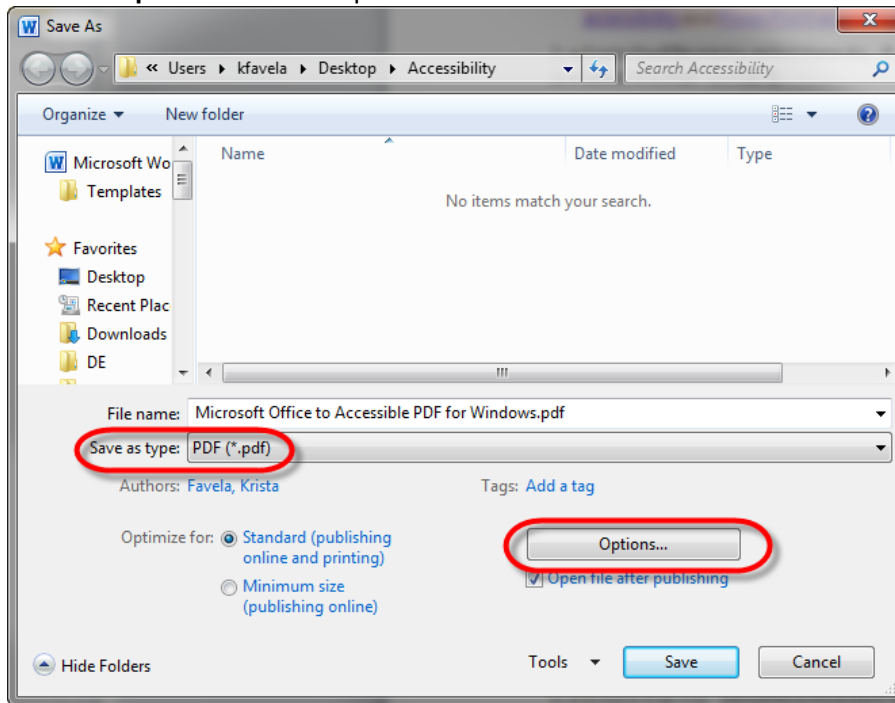 Save As
« Users ▸ kfavela ▸ Desktop ▸ Accessibility
Search Accessibility
Organize
New folder
Microsoft Wo
Templates
Favorites
Desktop
Recent Plac
Downloads
DE
Name
Date modified
Type
No items match your search.
File name: Microsoft Office to Accessible PDF for Windows.pdf
Save as type: PDF (*.pdf)
Authors: Favela, Krista
Tags: Add a tag
Optimize for: Standard (publishing
online and printing)
Minimum size
(publishing online)
Options...
Open file after publishing
Hide Folders
Tools
Save
Cancel